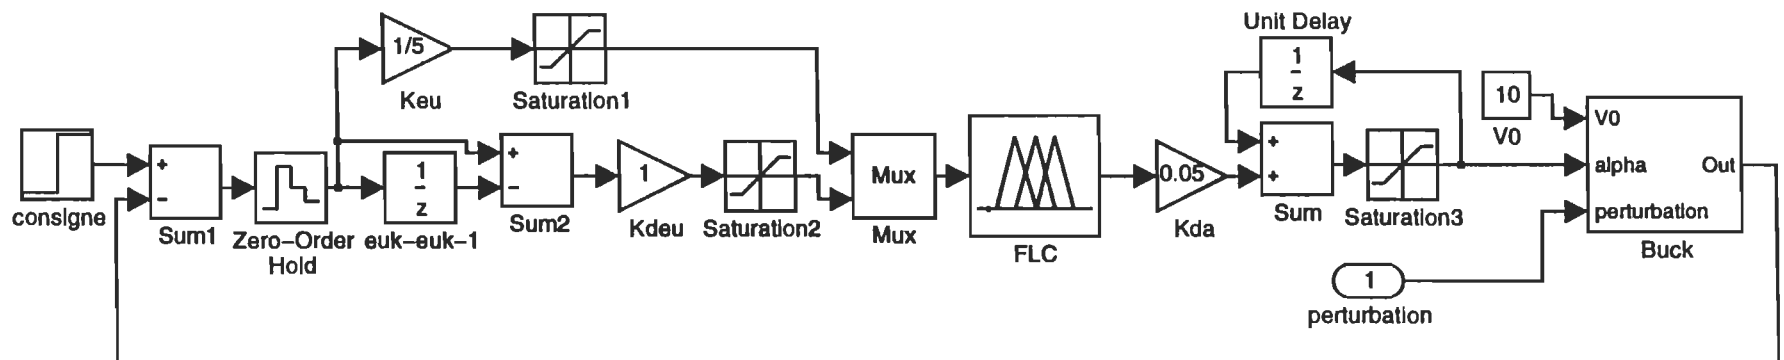 Unit Delay
1/5
1
z
Keu
Saturation1
10
V0
V0
+
−
consigne
Sum1
Zero−Order
Hold
1
z
euk−euk−1
+
−
Sum2
1
Kdeu
Saturation2
Mux
Mux
FLC
0.05
Kda
+
+
Sum
Saturation3
alpha
Out
perturbation
Buck
1
perturbation